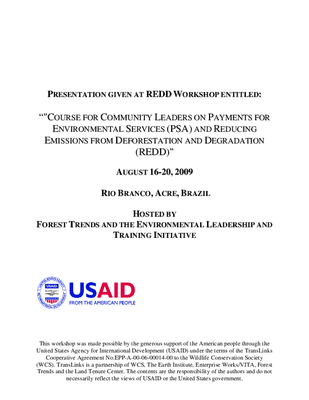 PRESENTATION GIVEN AT REDD WORKSHOP ENTITLED:
“"COURSE FOR COMMUNITY LEADERS ON PAYMENTS FOR
ENVIRONMENTAL SERVICES (PSA) AND REDUCING
EMISSIONS FROM DEFORESTATION AND DEGRADATION
(REDD)"
AUGUST 16-20, 2009
RIO BRANCO, ACRE, BRAZIL
HOSTED BY
FOREST TRENDS AND THE ENVIRONMENTAL LEADERSHIP AND
TRAINING INITIATIVE
USAID
FROM THE AMERICAN PEOPLE
This workshop was made possible by the generous support of the American people through the
United States Agency for International Development (USAID) under the terms of the TransLinks
Cooperative Agreement No.EPP-A-00-06-00014-00 to the Wildlife Conservation Society
(WCS). TransLinks is a partnership of WCS, The Earth Institute, Enterprise Works/VITA, Forest
Trends and the Land Tenure Center. The contents are the responsibility of the authors and do not
necessarily reflect the views of USAID or the United States government.